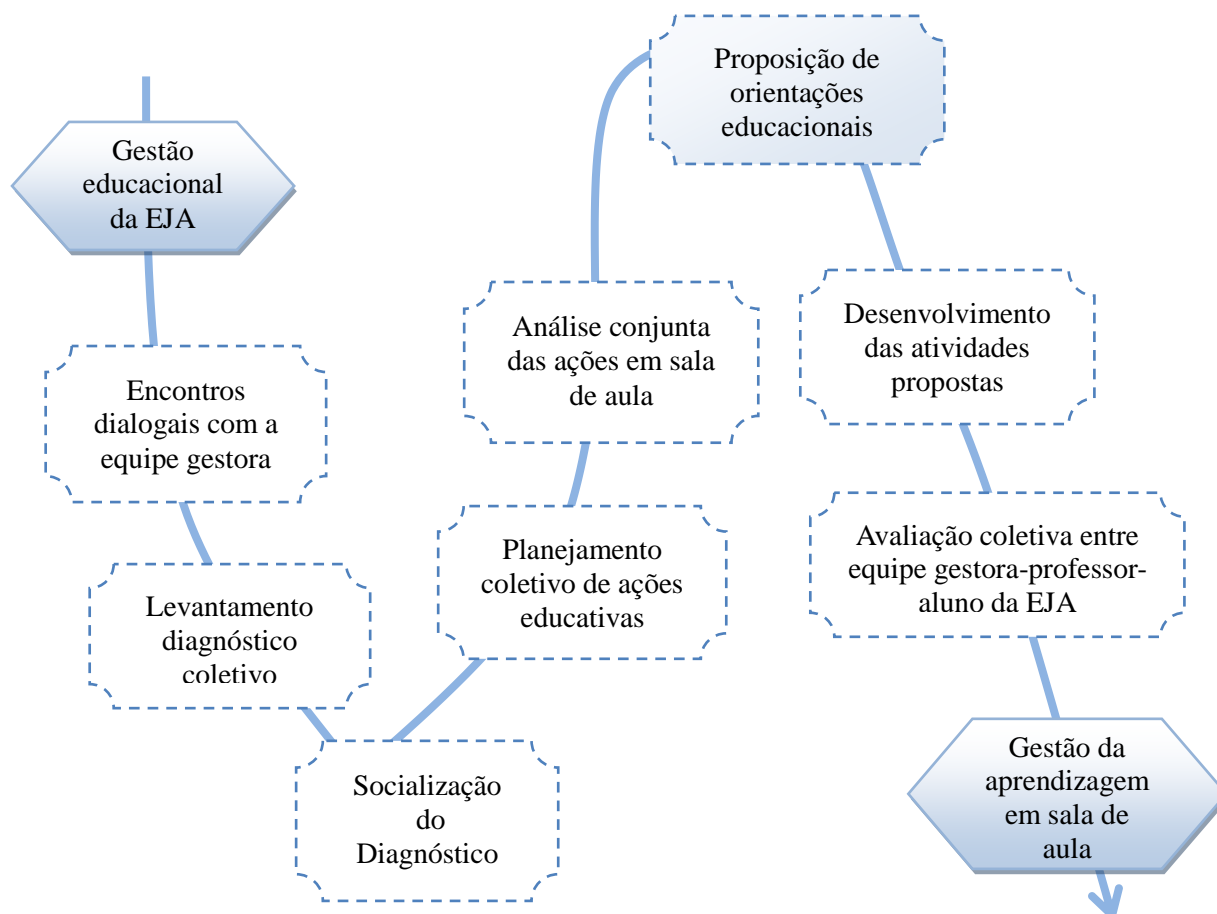 Gestão
educacional
da EJA
Encontros
dialogais com a
equipe gestora
Levantamento
diagnóstico
coletivo
Socialização
do
Diagnóstico
Planejamento
coletivo de ações
educativas
Análise conjunta
das ações em sala
de aula
Proposição de
orientações
educacionais
Desenvolvimento
das atividades
propostas
Avaliação coletiva entre
equipe gestora-professor-
aluno da EJA
Gestão da
aprendizagem
em sala de
aula